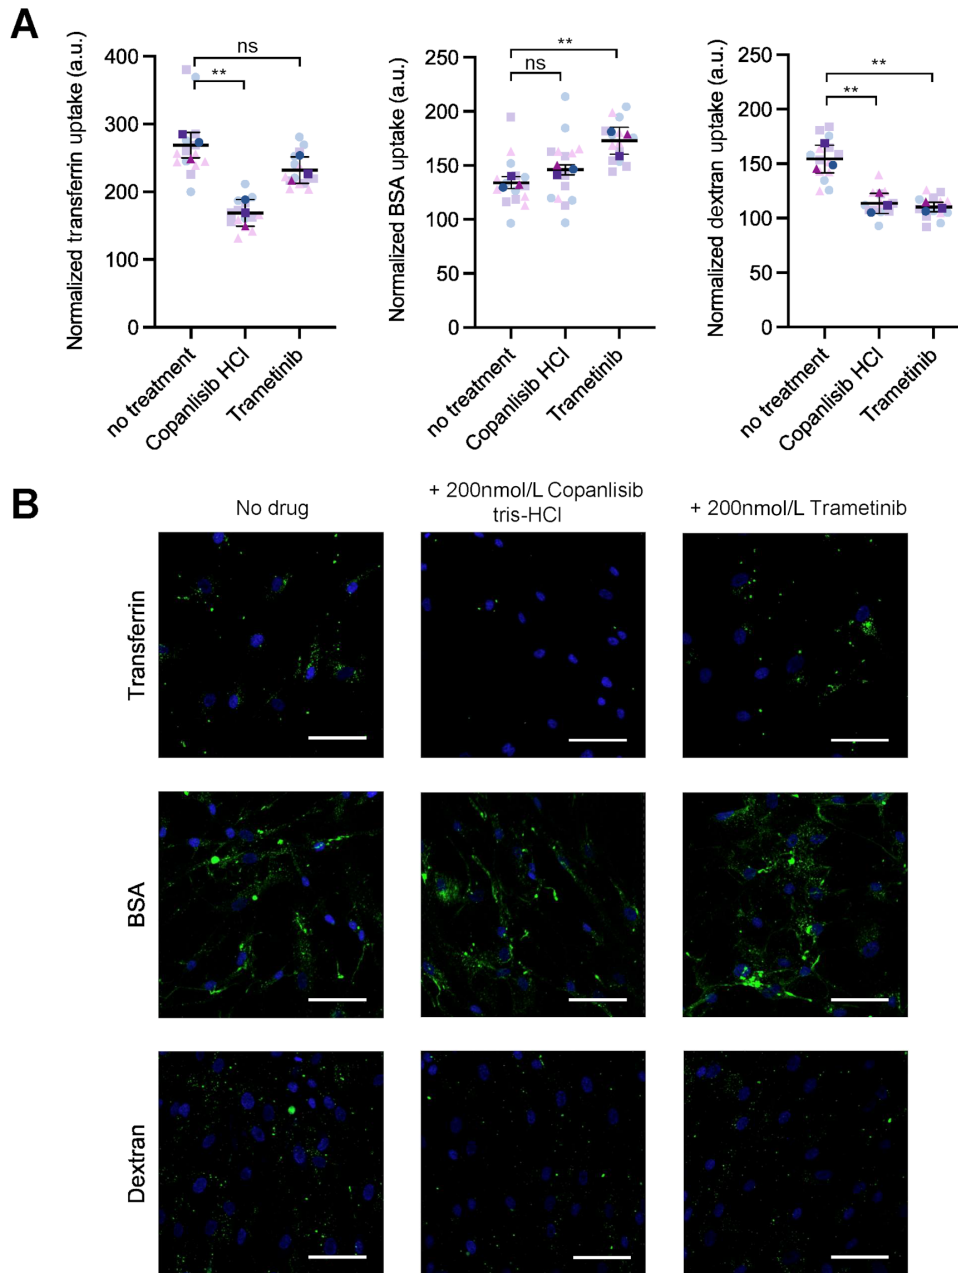 A
Normalized transferrin uptake (a.u.)
400
300
200
100
0
ns
**
no treatment
Copanlisib HCl
Trametinib
Normalized BSA uptake (a.u.)
250
200
150
100
50
0
**
ns
no treatment
Copanlisib HCl
Trametinib
Normalized dextran uptake (a.u.)
250
200
150
100
50
0
**
**
no treatment
Copanlisib HCl
Trametinib
B
No drug
+ 200nmol/L Copanlisib
tris-HCl
+ 200nmol/L Trametinib
Transferrin
BSA
Dextran